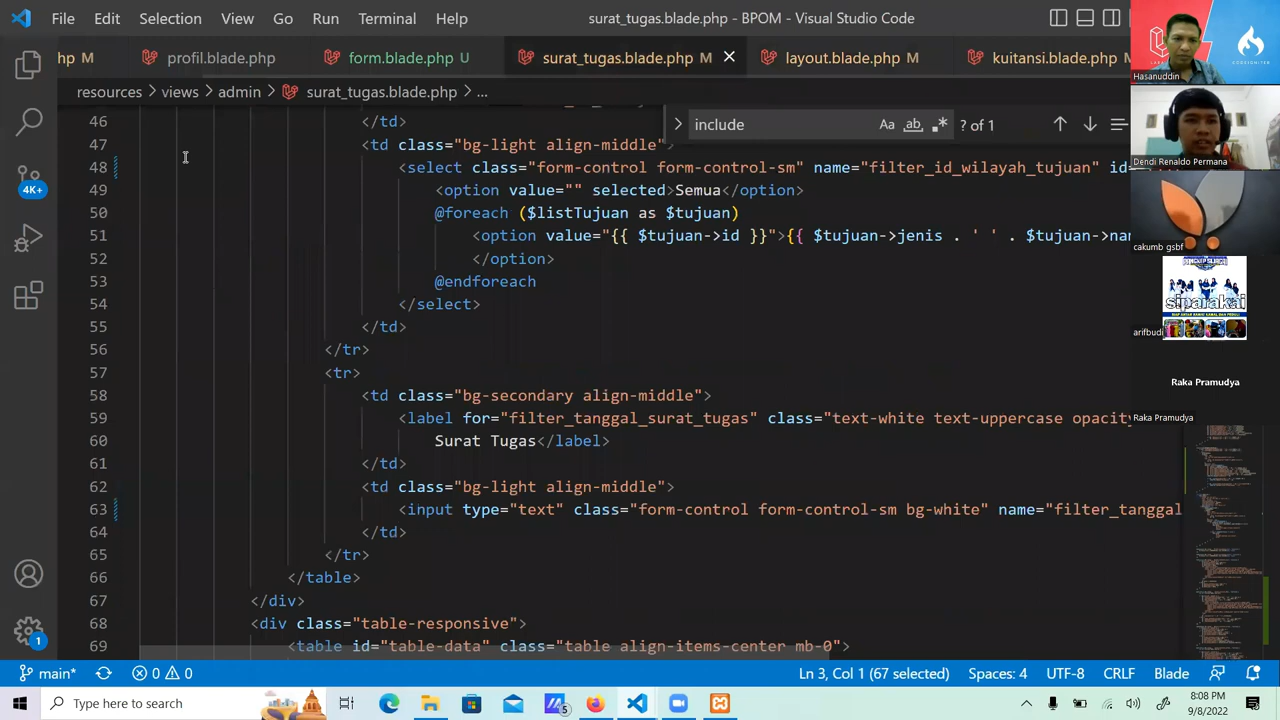 File Edit Selection View Go Run Terminal Help
surat_tugas.blade.php - BPOM - Visual Studio Code
hp M
profil.blade.php
form.blade.php U
surat_tugas.blade.php M
layout.blade.php M
kuitansi.blade.php M
resources > views > admin > surat_tugas.blade.php > ...
include
Aa ab .*
? of 1
46 </td>
47 <td class="bg-light align-middle">
48 <select class="form-control form-control-sm" name="filter_id_wilayah_tujuan" id
49 <option value="" selected>Semua</option>
50 @foreach ($listTujuan as $tujuan)
51 <option value="{{ $tujuan->id }}">{{ $tujuan->jenis . ' ' . $tujuan->nam
52 </option>
53 @endforeach
54 </select>
55 </td>
56 </tr>
57 <tr>
58 <td class="bg-secondary align-middle">
59 <label for="filter_tanggal_surat_tugas" class="text-white text-uppercase opacity
60 Surat Tugas</label>
61 </td>
62 <td class="bg-light align-middle">
63 <input type="text" class="form-control form-control-sm bg-white" name="filter_tanggal
64 </td>
65 </tr>
66 </table>
67 </div>
68 <div class="table-responsive">
69 <table id="table-data" class="table align-items-center mb-0">
4K+
1
main*
0 0
Ln 3, Col 1 (67 selected)
Spaces: 4
UTF-8
CRLF
Blade
Type here to search
5
8:08 PM
9/8/2022
Hasanuddin
Dendi Renaldo Permana
cakumb gsbf
siparakai
arifbudi
Raka Pramudya
Raka Pramudya